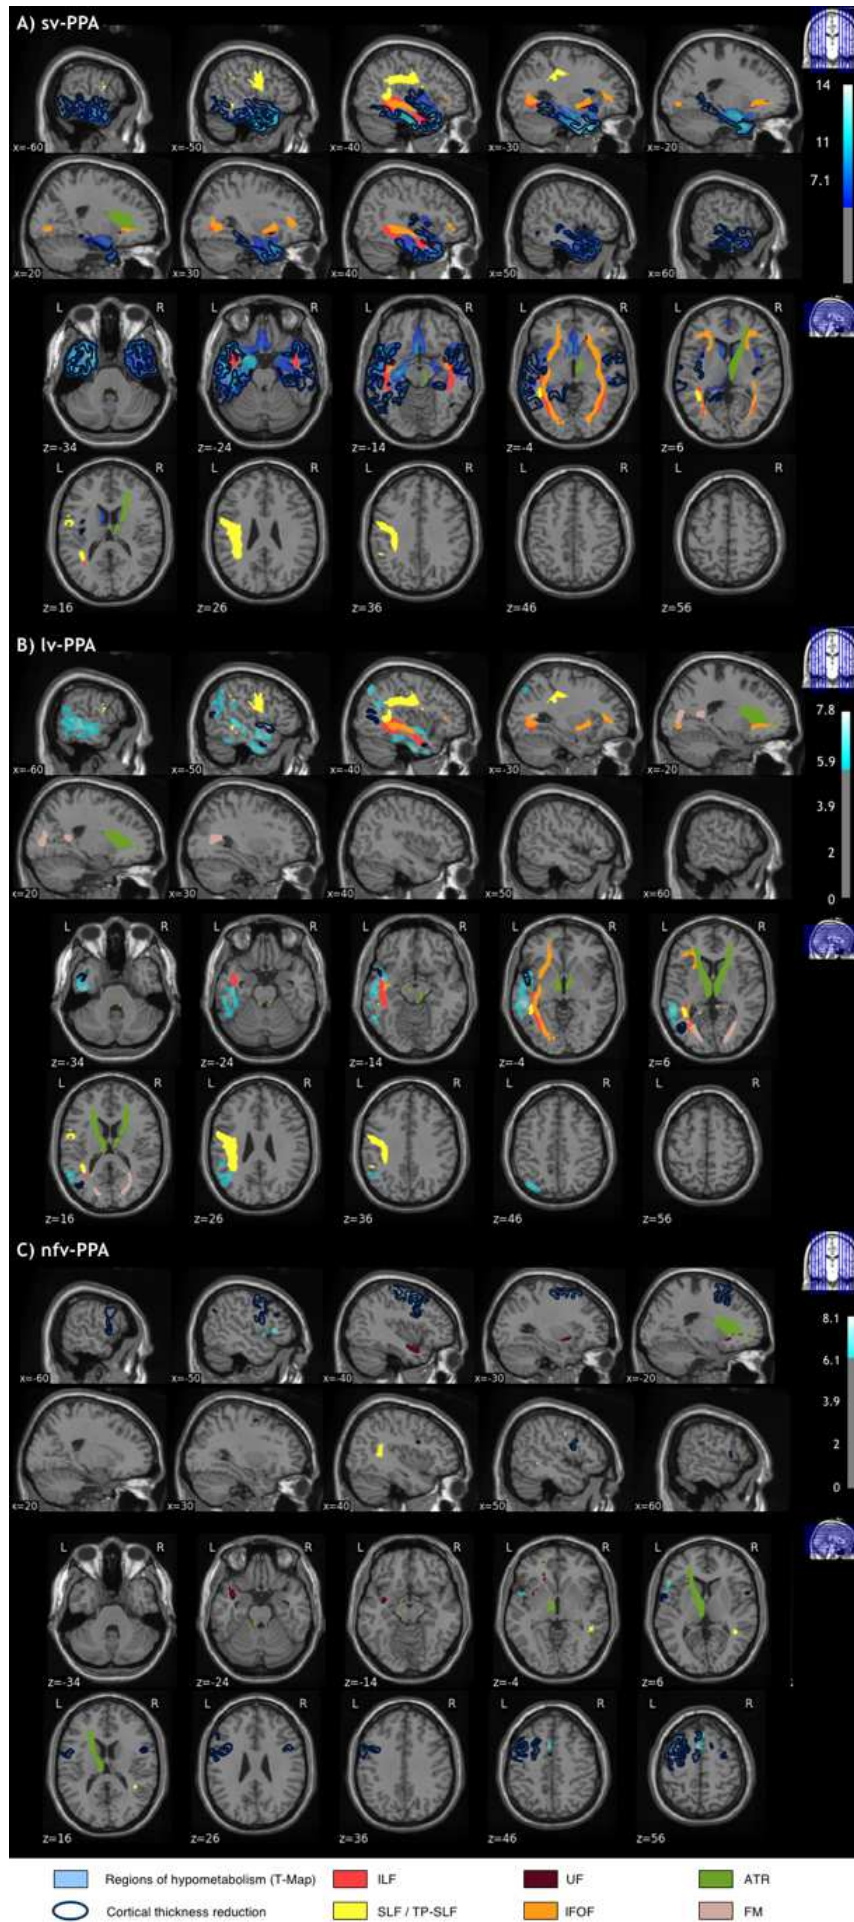 A) sv-PPA
x=-60 x=-50 x=-40 x=-30 x=-20
14
11
7.1
x=20 x=30 x=40 x=50 x=60
L R L R L R L R L R
z=-34 z=-24 z=-14 z=-4 z=6
L R L R L R L R L R
z=16 z=26 z=36 z=46 z=56
B) lv-PPA
x=-60 x=-50 x=-40 x=-30 x=-20
7.8
5.9
3.9
2
0
x=20 x=30 x=40 x=50 x=60
L R L R L R L R L R
z=-34 z=-24 z=-14 z=-4 z=6
L R L R L R L R L R
z=16 z=26 z=36 z=46 z=56
C) nfv-PPA
x=-60 x=-50 x=-40 x=-30 x=-20
8.1
6.1
3.9
2
0
x=20 x=30 x=40 x=50 x=60
L R L R L R L R L R
z=-34 z=-24 z=-14 z=-4 z=6
L R L R L R L R L R
z=16 z=26 z=36 z=46 z=56
Regions of hypometabolism (T-Map) ILF UF ATR
Cortical thickness reduction SLF / TP-SLF IFOF FM